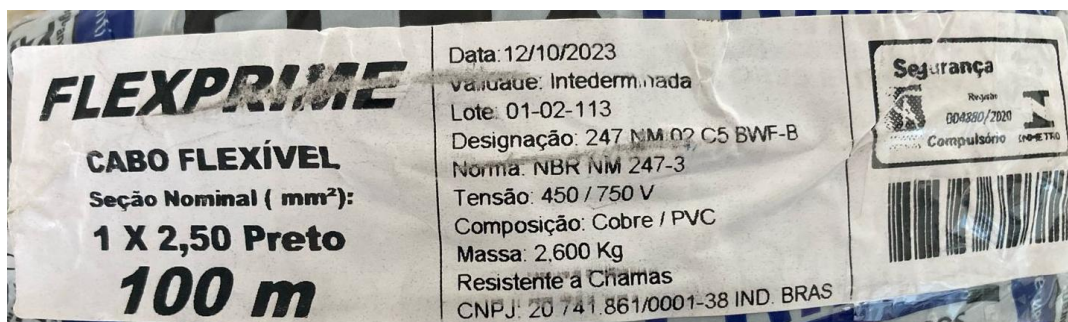 FLEXPRIME
CABO FLEXÍVEL
Seção Nominal ( mm²):
1 X 2,50 Preto
100 m
Data: 12/10/2023
Validade: Intederminada
Lote: 01-02-113
Designação: 247 NM 02 C5 BWF-B
Norma: NBR NM 247-3
Tensão: 450 / 750 V
Composição: Cobre / PVC
Massa: 2,600 Kg
Resistente a Chamas
CNPJ: 20 741.861/0001-38 IND. BRAS
Segurança
004880/2020
Compulsório
INMETRO